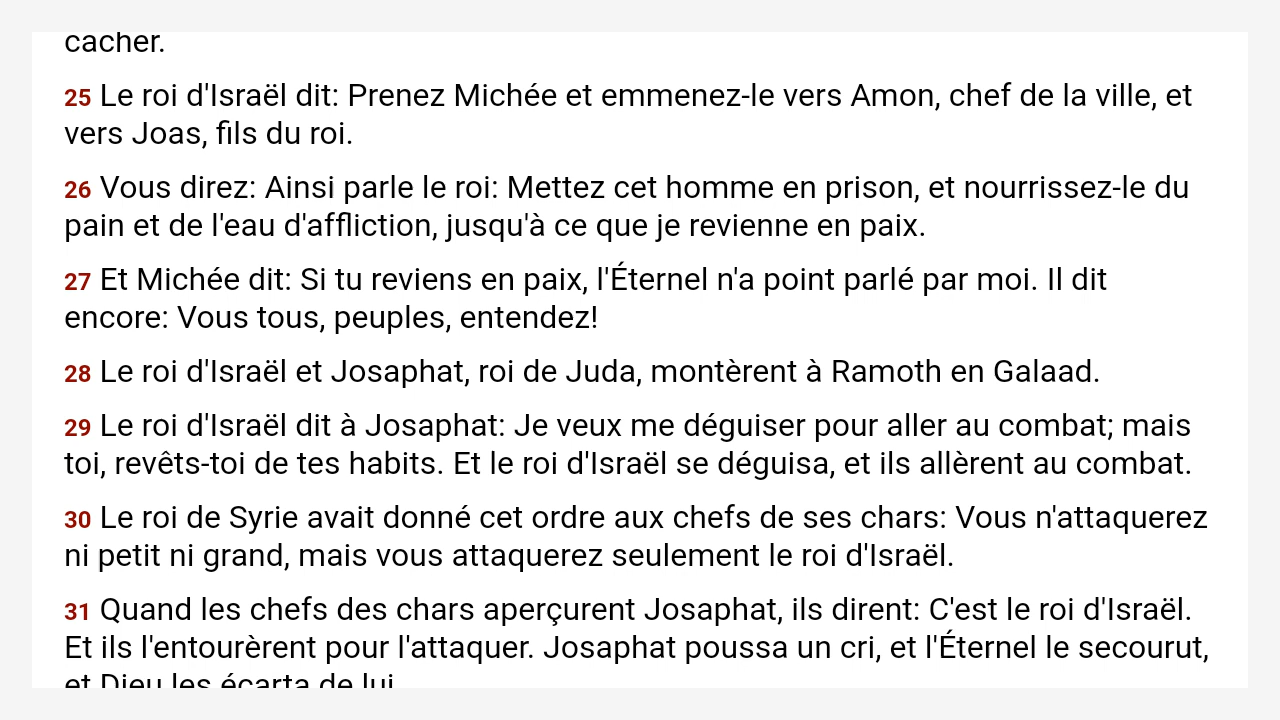 cacher.
25 Le roi d'Israël dit: Prenez Michée et emmenez-le vers Amon, chef de la ville, et
vers Joas, fils du roi.
26 Vous direz: Ainsi parle le roi: Mettez cet homme en prison, et nourrissez-le du
pain et de l'eau d'affliction, jusqu'à ce que je revienne en paix.
27 Et Michée dit: Si tu reviens en paix, l'Éternel n'a point parlé par moi. Il dit
encore: Vous tous, peuples, entendez!
28 Le roi d'Israël et Josaphat, roi de Juda, montèrent à Ramoth en Galaad.
29 Le roi d'Israël dit à Josaphat: Je veux me déguiser pour aller au combat; mais
toi, revêts-toi de tes habits. Et le roi d'Israël se déguisa, et ils allèrent au combat.
30 Le roi de Syrie avait donné cet ordre aux chefs de ses chars: Vous n'attaquerez
ni petit ni grand, mais vous attaquerez seulement le roi d'Israël.
31 Quand les chefs des chars aperçurent Josaphat, ils dirent: C'est le roi d'Israël.
Et ils l'entourèrent pour l'attaquer. Josaphat poussa un cri, et l'Éternel le secourut,
et Dieu les écarta de lui